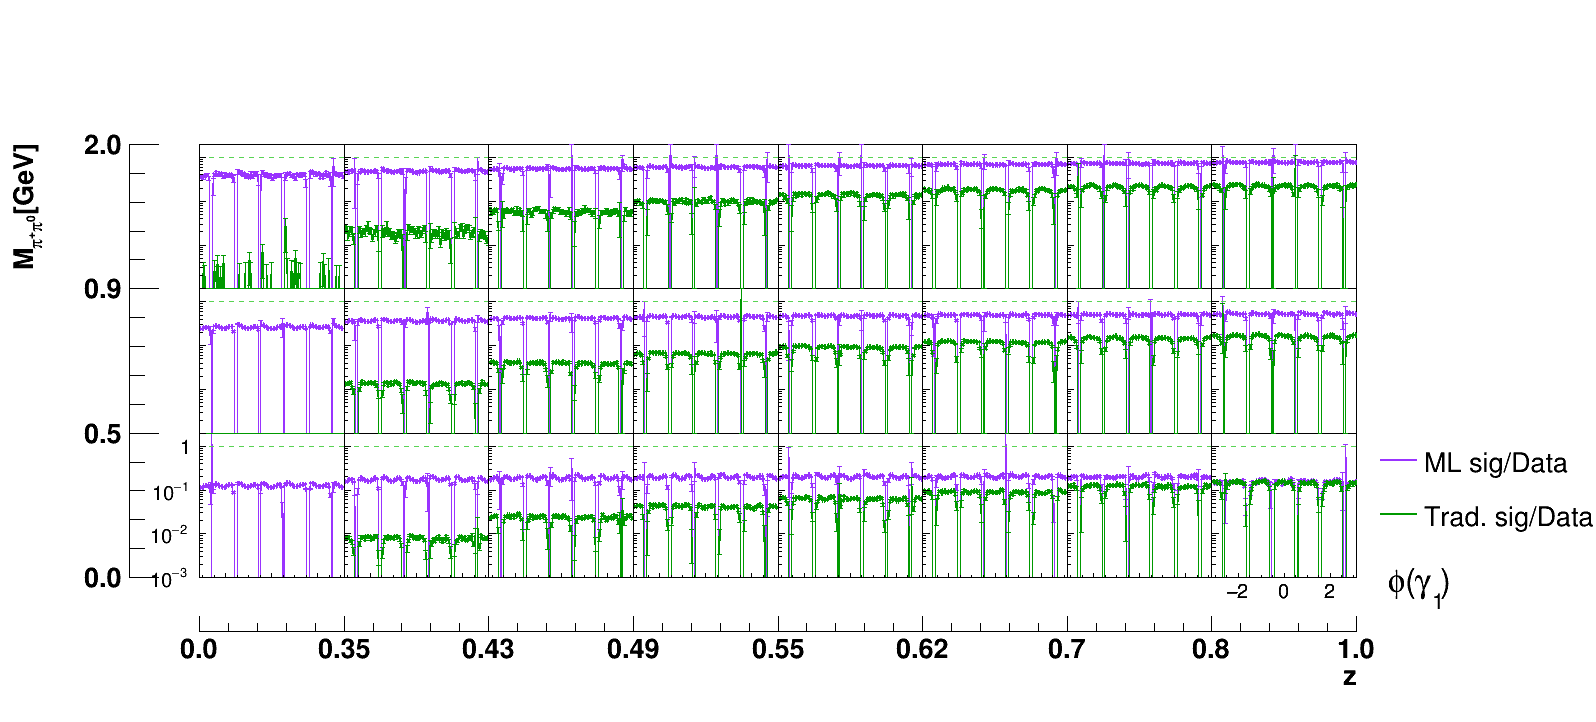 M π⁺π⁰ [GeV]
2.0
0.9
0.5
0.0
1
10⁻¹
10⁻²
10⁻³
−2 0 2
ML sig/Data
Trad. sig/Data
ϕ(γ₁)
0.0 0.35 0.43 0.49 0.55 0.62 0.7 0.8 1.0
z